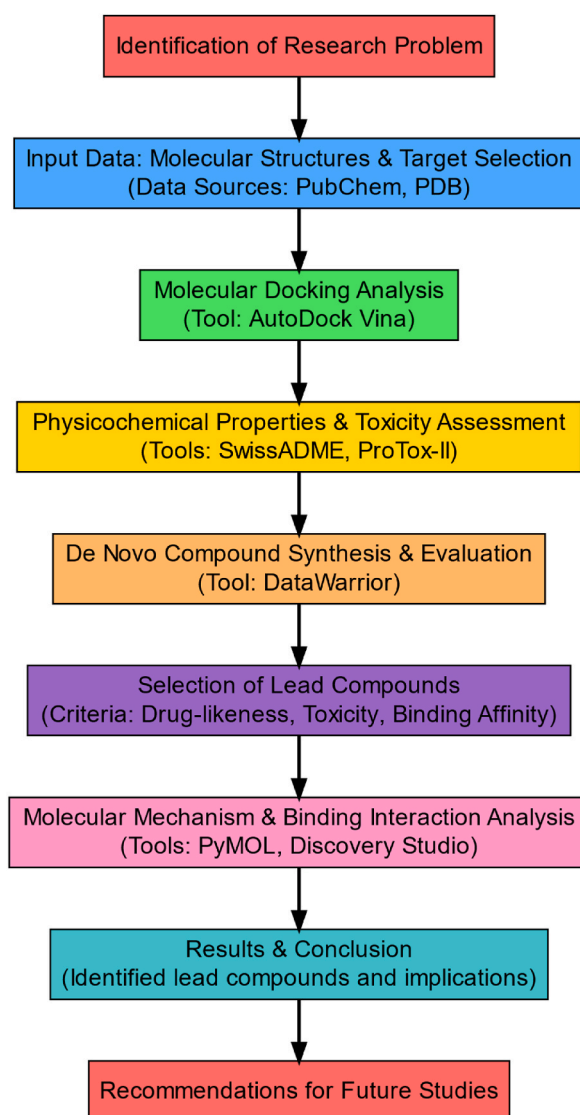 Identification of Research Problem
Input Data: Molecular Structures & Target Selection
(Data Sources: PubChem, PDB)
Molecular Docking Analysis
(Tool: AutoDock Vina)
Physicochemical Properties & Toxicity Assessment
(Tools: SwissADME, ProTox-II)
De Novo Compound Synthesis & Evaluation
(Tool: DataWarrior)
Selection of Lead Compounds
(Criteria: Drug-likeness, Toxicity, Binding Affinity)
Molecular Mechanism & Binding Interaction Analysis
(Tools: PyMOL, Discovery Studio)
Results & Conclusion
(Identified lead compounds and implications)
Recommendations for Future Studies